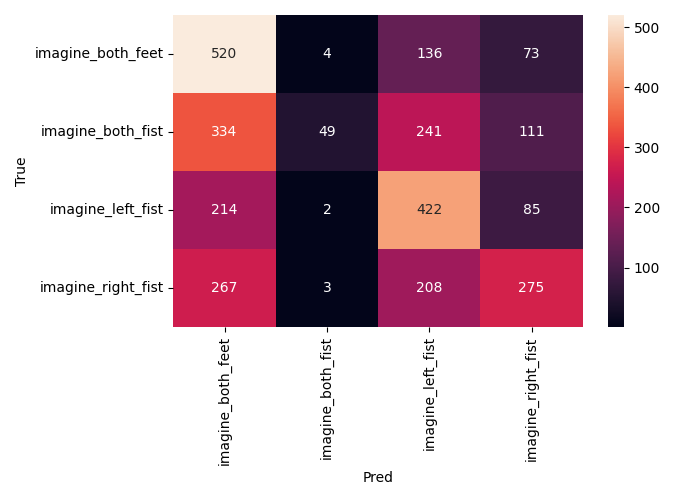 imagine_both_feet 520 4 136 73
imagine_both_fist 334 49 241 111
imagine_left_fist 214 2 422 85
imagine_right_fist 267 3 208 275
True
imagine_both_feet
imagine_both_fist
imagine_left_fist
imagine_right_fist
Pred
500
400
300
200
100